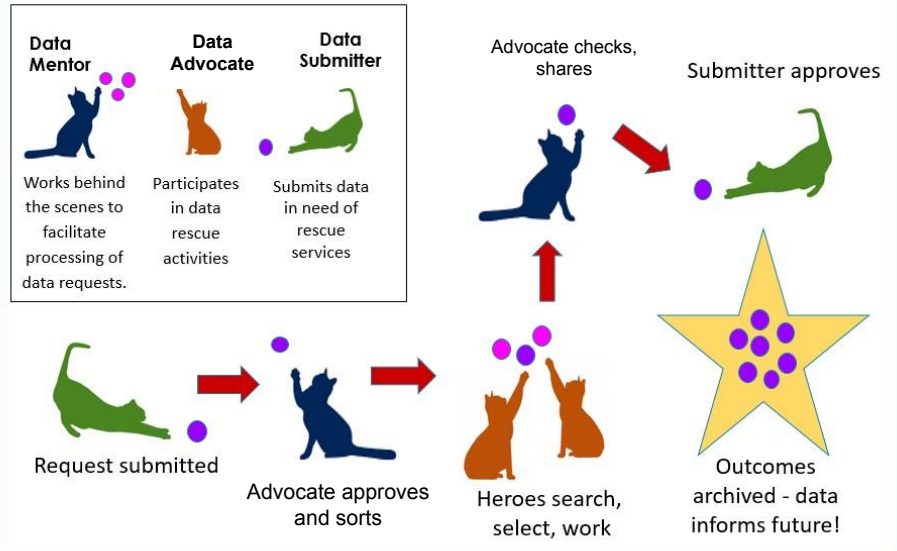 Data
Mentor
Data
Advocate
Data
Submitter
Works behind
the scenes to
facilitate
processing of
data requests.
Participates
in data
rescue
activities
Submits data
in need of
rescue
services
Request submitted
Advocate approves
and sorts
Heroes search,
select, work
Advocate checks,
shares
Submitter approves
Outcomes
archived - data
informs future!